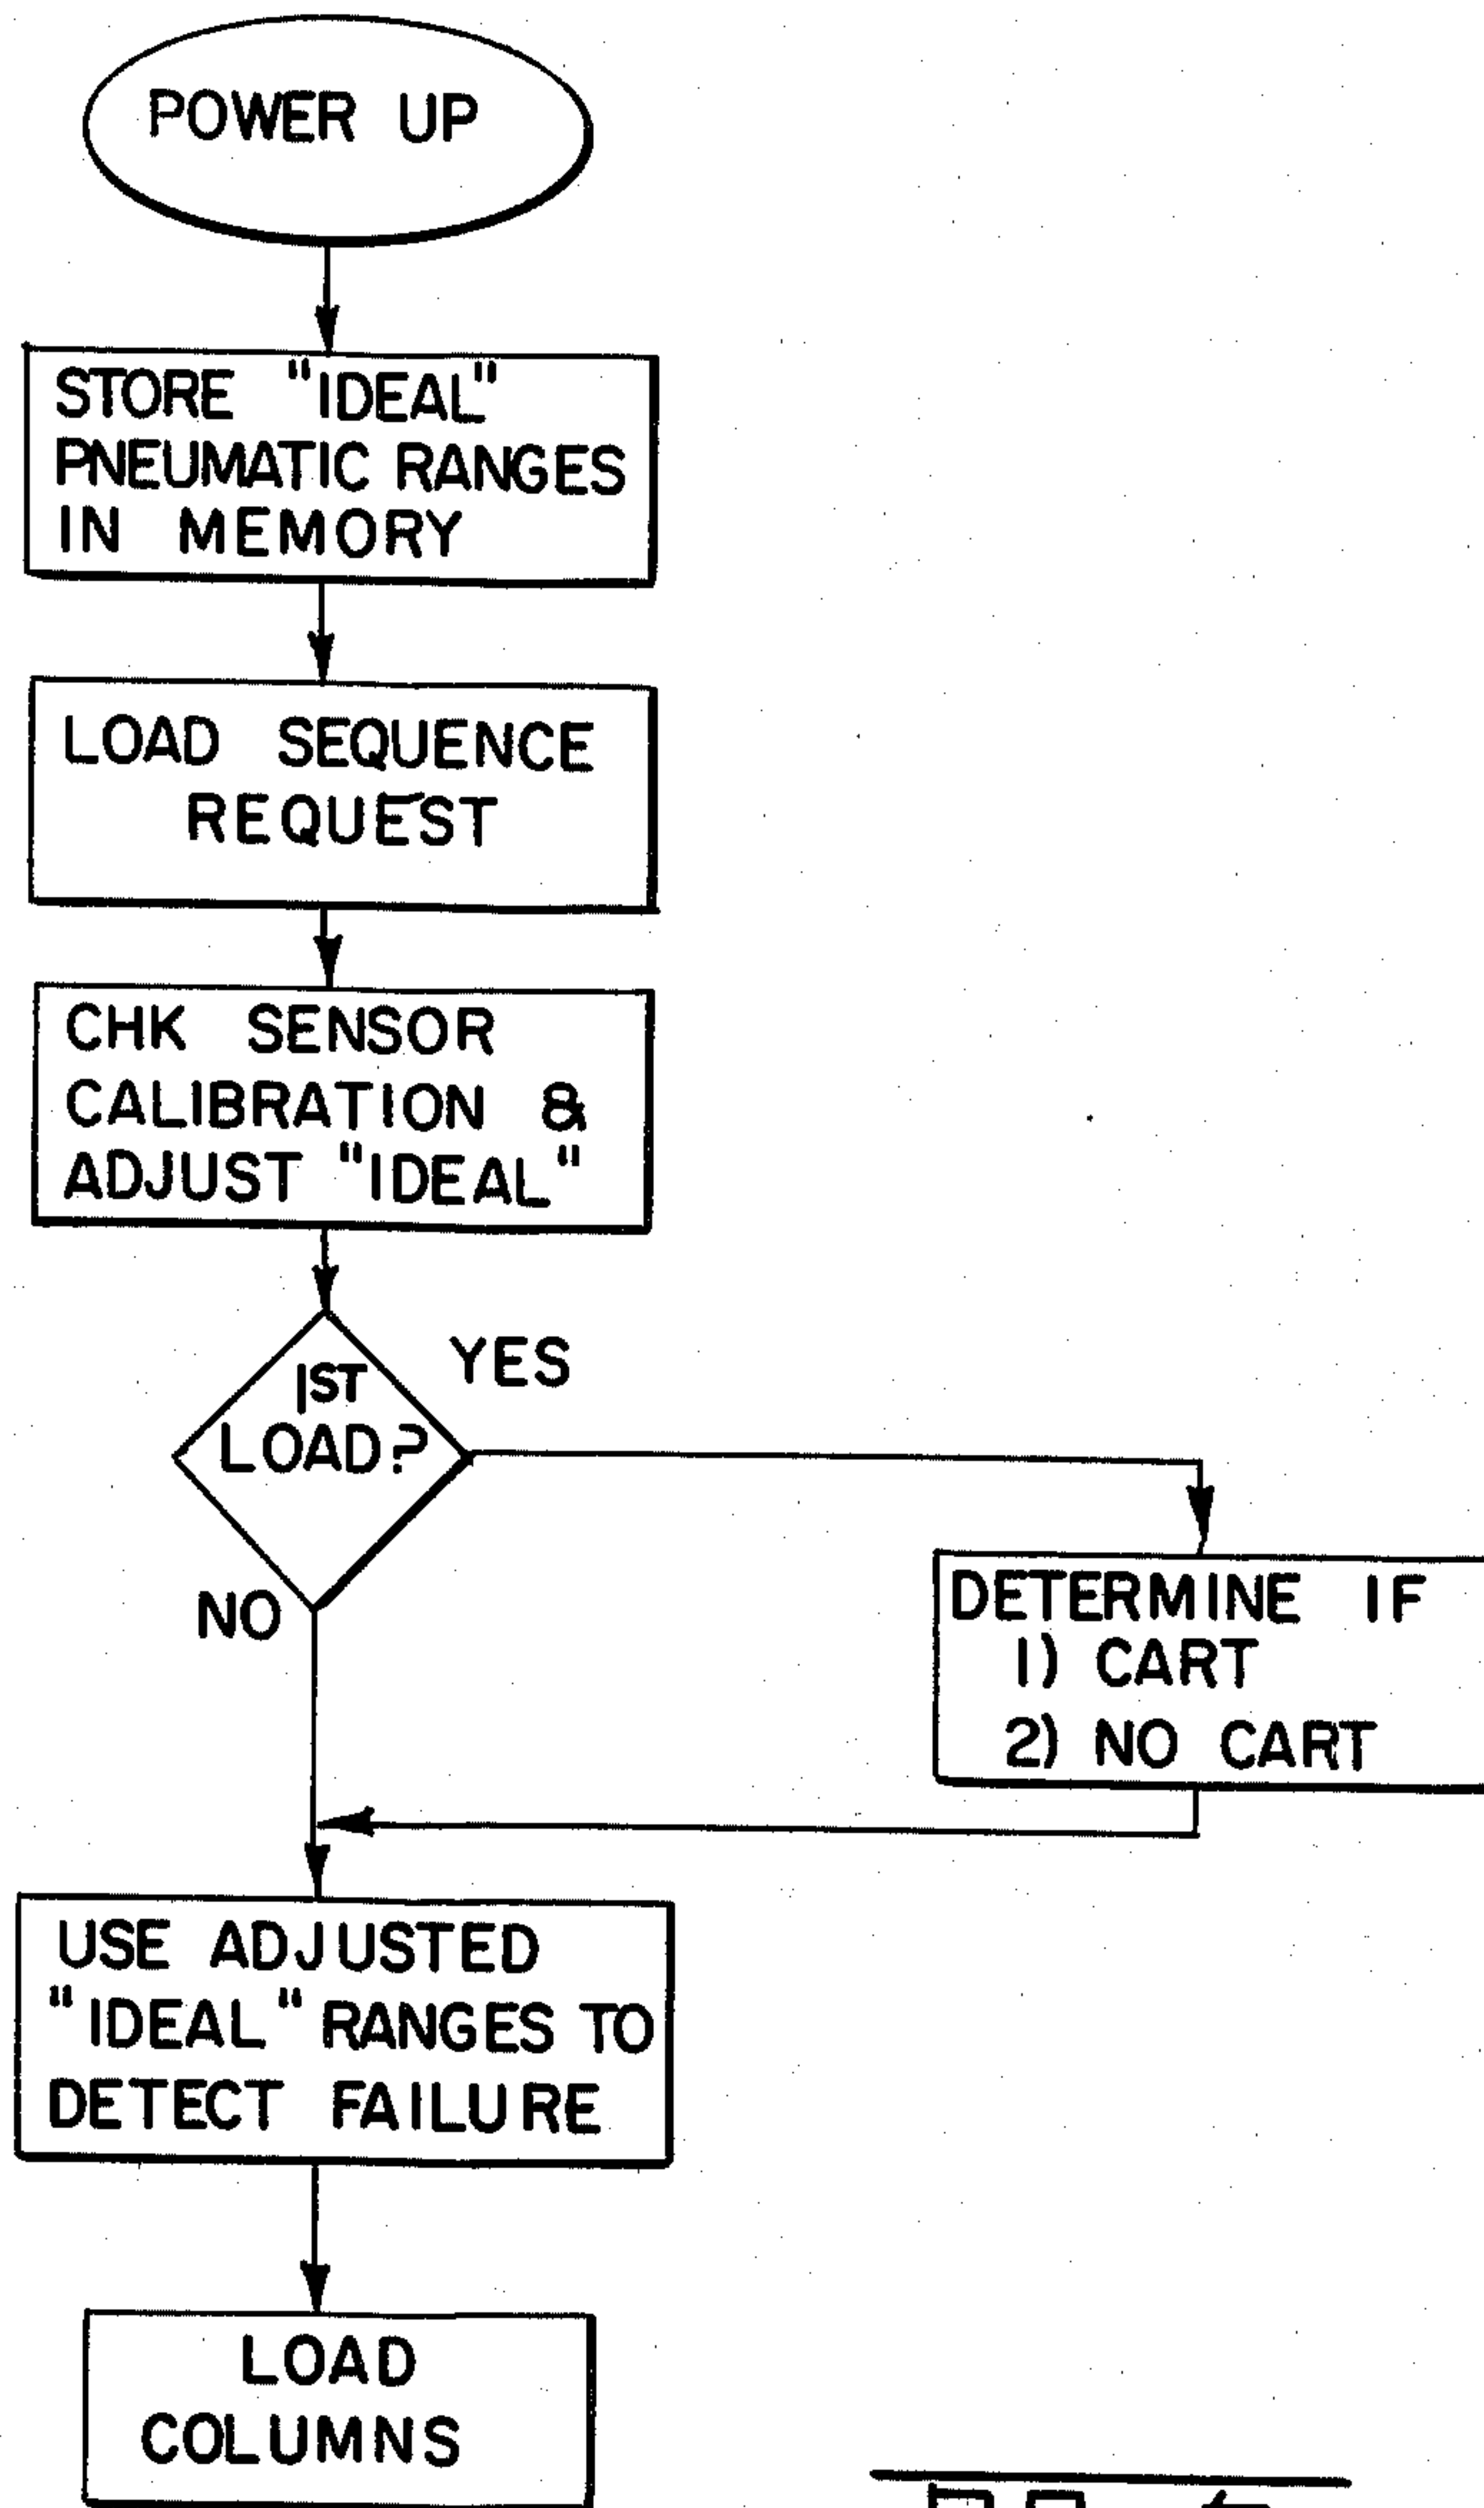 POWER UP
STORE "IDEAL"
PNEUMATIC RANGES
IN MEMORY
LOAD SEQUENCE
REQUEST
CHK SENSOR
CALIBRATION &
ADJUST "IDEAL"
1ST
LOAD?
YES
NO
DETERMINE IF
1) CART
2) NO CART
USE ADJUSTED
"IDEAL" RANGES TO
DETECT FAILURE
LOAD
COLUMNS